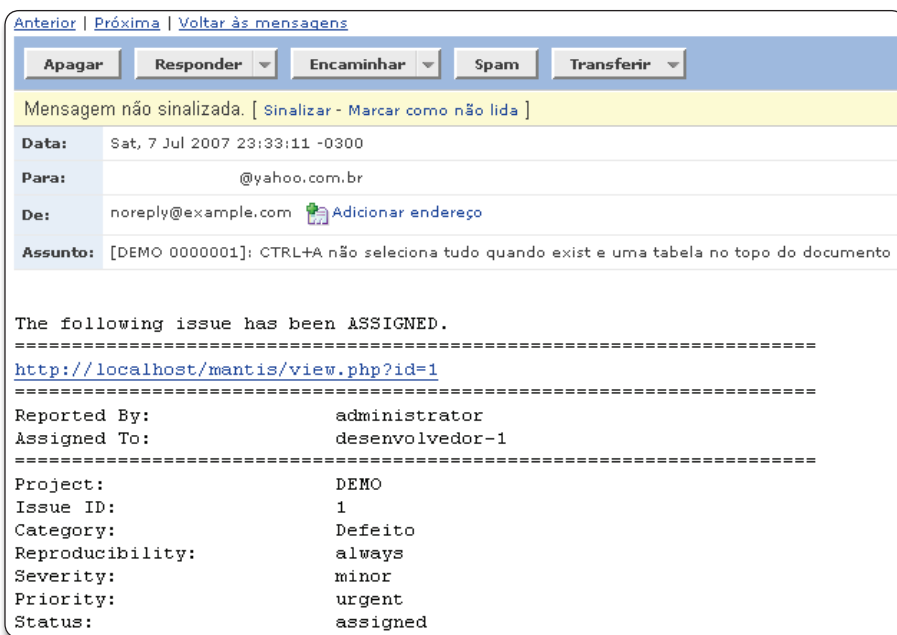 Anterior | Próxima | Voltar às mensagens
Apagar Responder Encaminhar Spam Transferir
Mensagem não sinalizada. [ Sinalizar - Marcar como não lida ]
Data: Sat, 7 Jul 2007 23:33:11 -0300
Para: @yahoo.com.br
De: noreply@example.com Adicionar endereço
Assunto: [DEMO 0000001]: CTRL+A não seleciona tudo quando exist e uma tabela no topo do documento
The following issue has been ASSIGNED.
======================================================================
http://localhost/mantis/view.php?id=1
======================================================================
Reported By: administrator
Assigned To: desenvolvedor-1
======================================================================
Project: DEMO
Issue ID: 1
Category: Defeito
Reproducibility: always
Severity: minor
Priority: urgent
Status: assigned